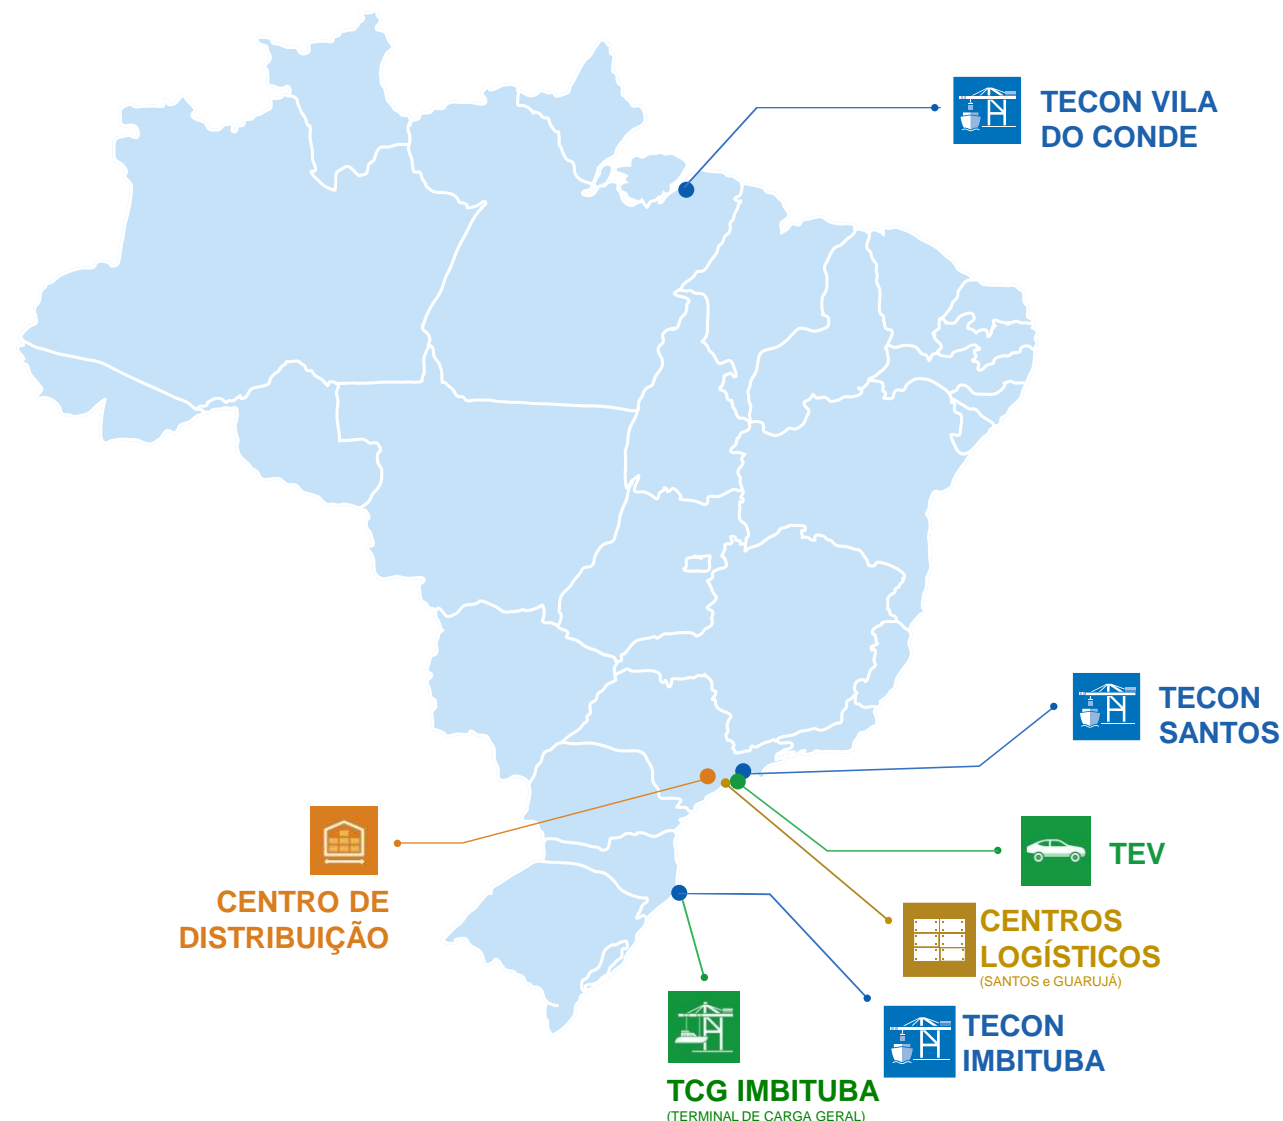 TECON VILA
DO CONDE
TECON
SANTOS
TEV
CENTRO DE
DISTRIBUIÇÃO
CENTROS
LOGÍSTICOS
(SANTOS e GUARUJÁ)
TECON
IMBITUBA
TCG IMBITUBA
(TERMINAL DE CARGA GERAL)